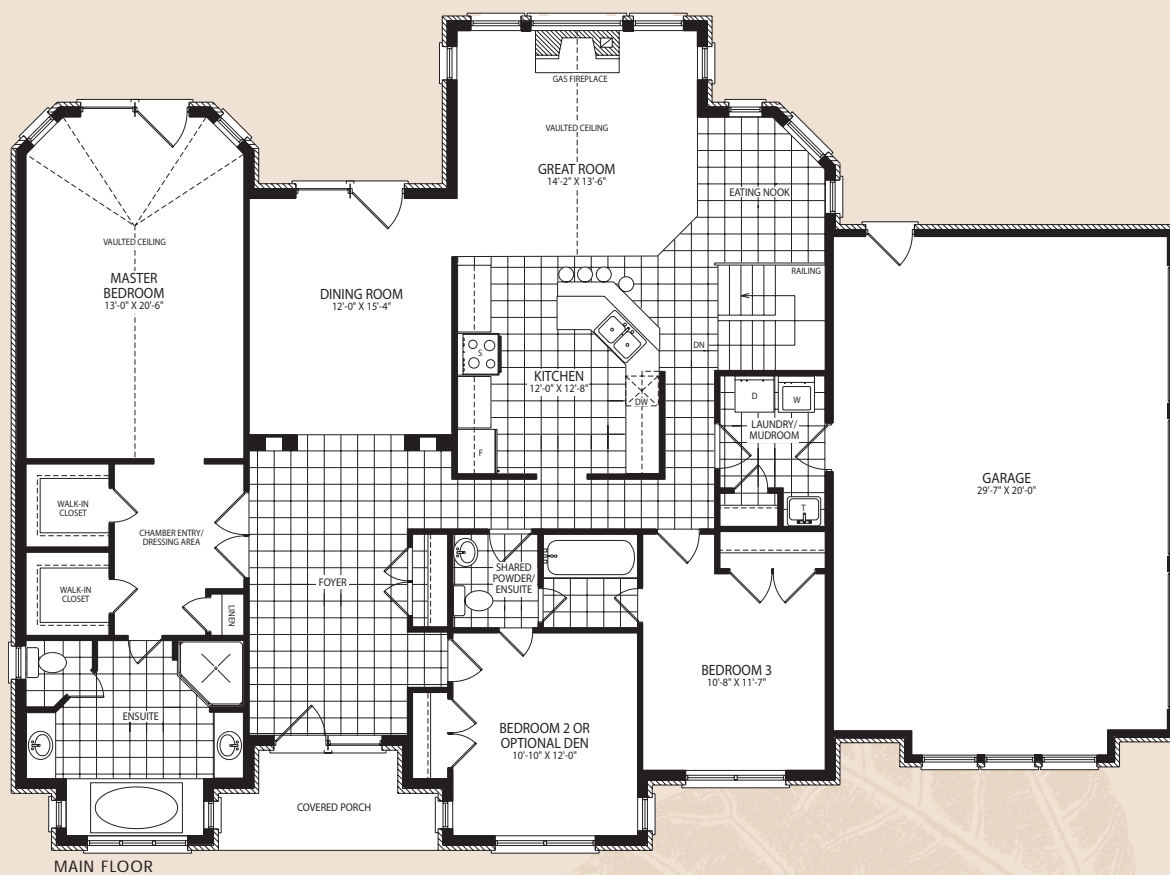 GAS FIREPLACE
VAULTED CEILING
GREAT ROOM
14'-2" X 13'-6"
EATING NOOK
VAULTED CEILING
MASTER
BEDROOM
13'-0" X 20'-6"
DINING ROOM
12'-0" X 15'-4"
RAILING
DN
S
KITCHEN
12'-0" X 12'-8"
DW
F
D
W
LAUNDRY/
MUDROOM
T
GARAGE
29'-7" X 20'-0"
WALK-IN
CLOSET
CHAMBER ENTRY/
DRESSING AREA
WALK-IN
CLOSET
LINEN
FOYER
SHARED
POWDER/
ENSUITE
BEDROOM 3
10'-8" X 11'-7"
ENSUITE
BEDROOM 2 OR
OPTIONAL DEN
10'-10" X 12'-0"
COVERED PORCH
MAIN FLOOR